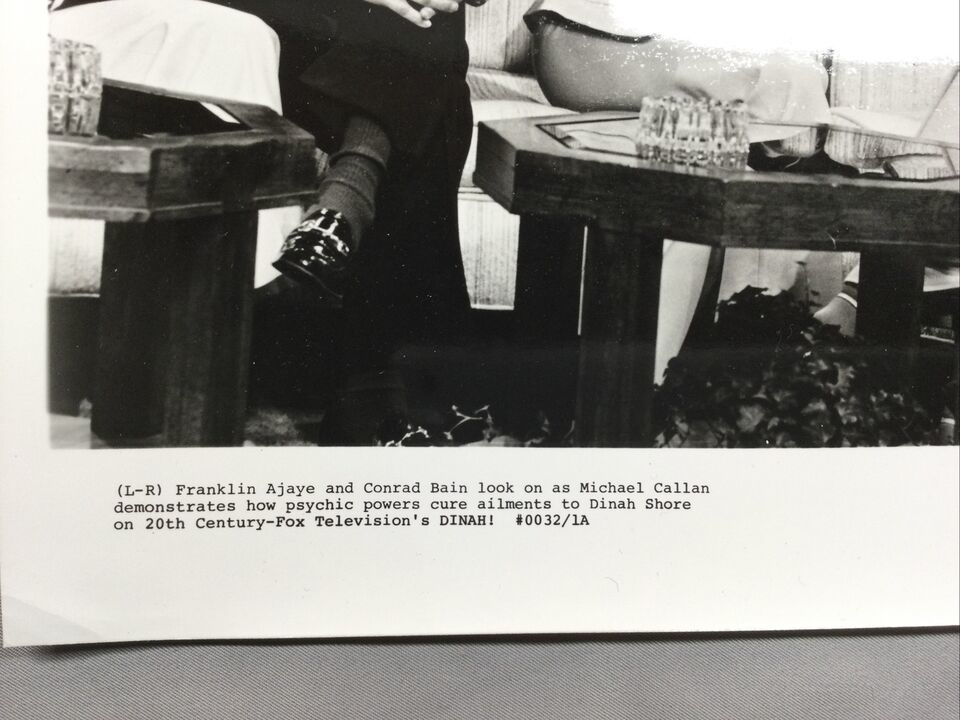 (L-R) Franklin Ajaye and Conrad Bain look on as Michael Callan
demonstrates how psychic powers cure ailments to Dinah Shore
on 20th Century-Fox Television's DINAH!  #0032/1A